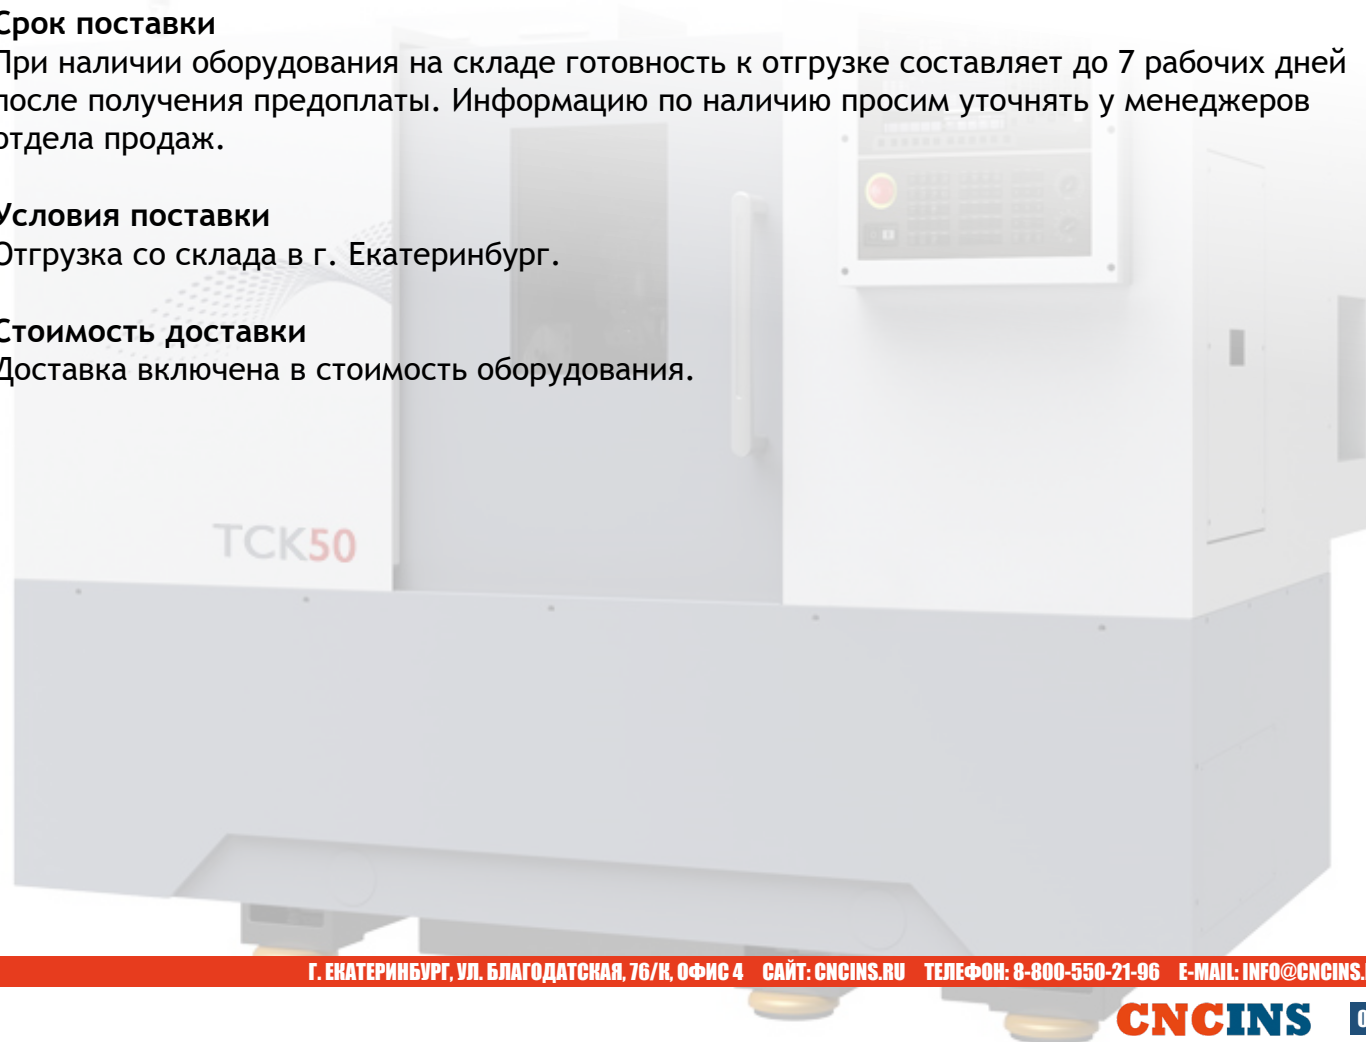 Срок поставки
При наличии оборудования на складе готовность к отгрузке составляет до 7 рабочих дней
после получения предоплаты. Информацию по наличию просим уточнять у менеджеров
отдела продаж.
Условия поставки
Отгрузка со склада в г. Екатеринбург.
Стоимость доставки
Доставка включена в стоимость оборудования.
TCK50
Г. ЕКАТЕРИНБУРГ, УЛ. БЛАГОДАТСКАЯ, 76/К, ОФИС 4 САЙТ: CNCINS.RU ТЕЛЕФОН: 8-800-550-21-96 E-MAIL: INFO@CNCINS.
CNCINS